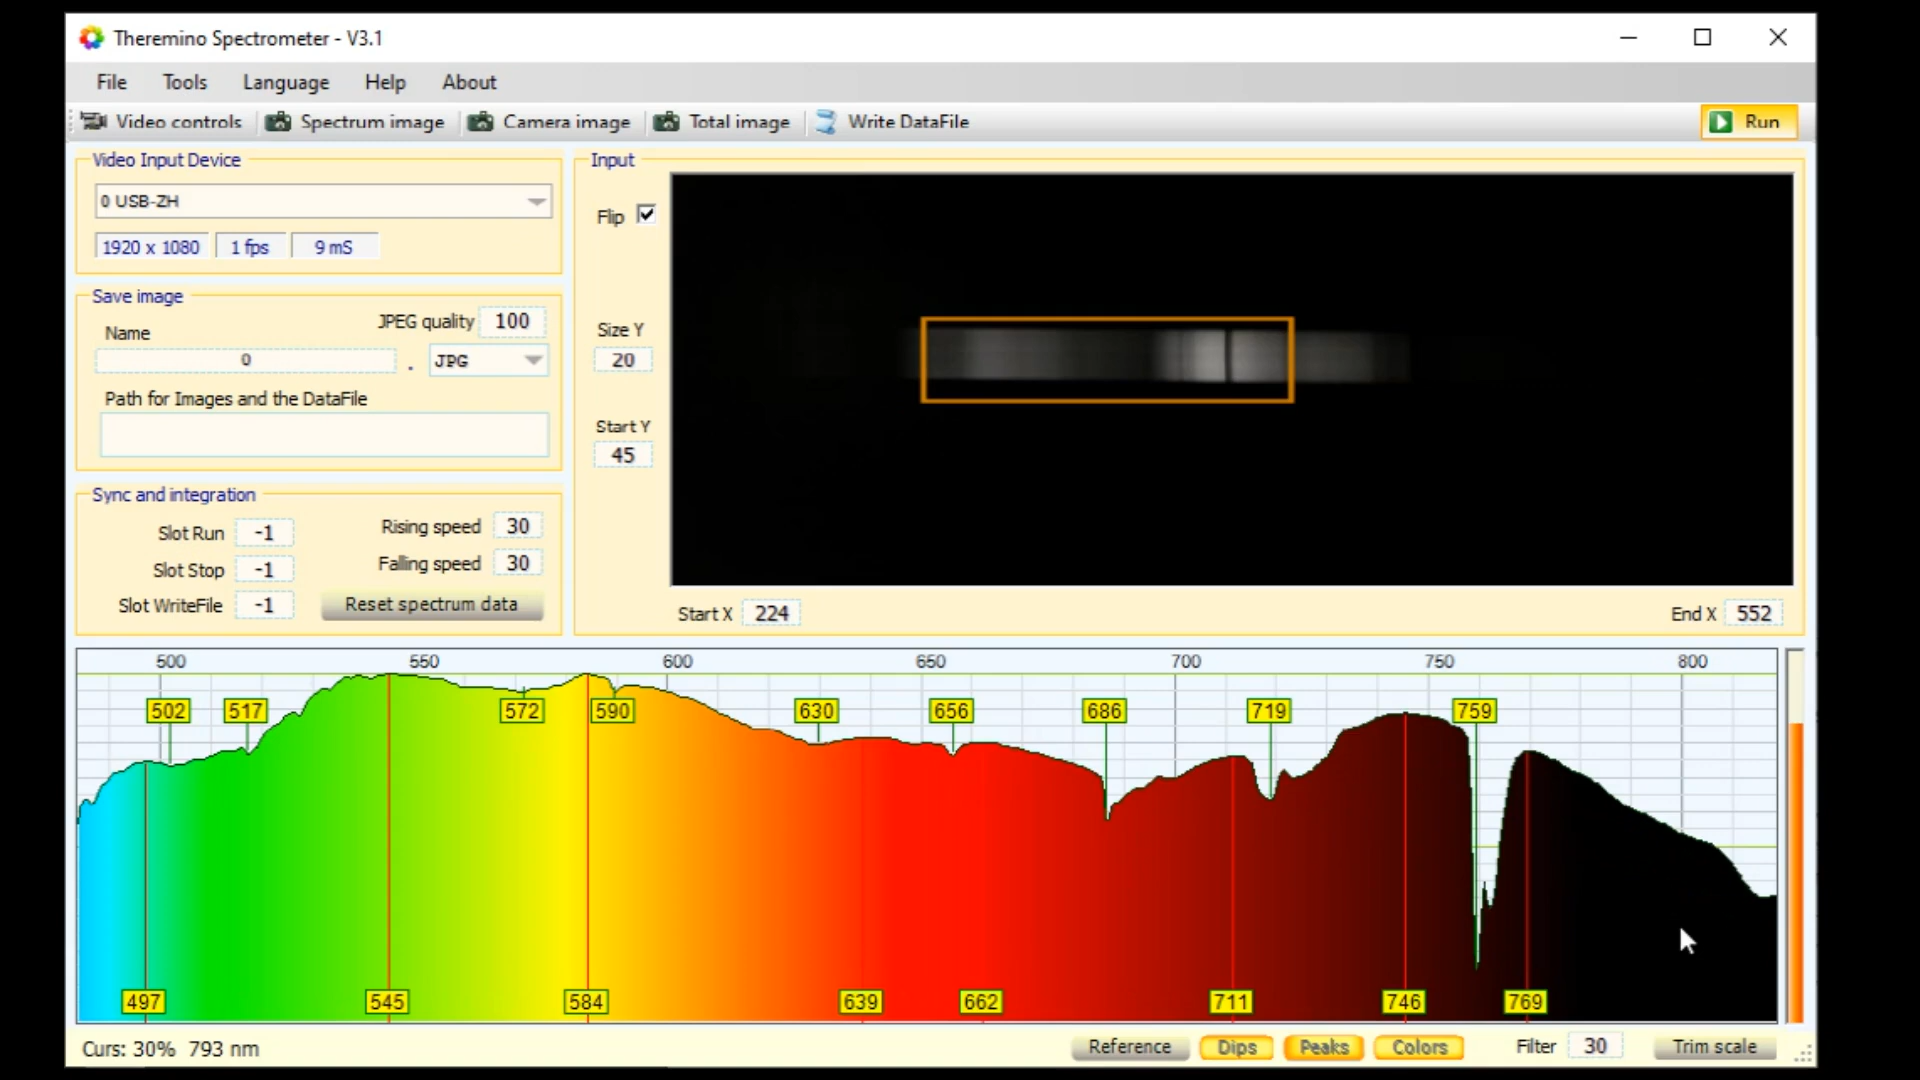 Theremino Spectrometer - V3.1
File Tools Language Help About
Video controls Spectrum image Camera image Total image Write DataFile Run
Video Input Device
0 USB-ZH
1920 x 1080 1 fps 9 mS
Save image
Name JPEG quality 100
0 . JPG
Path for Images and the DataFile
Sync and integration
Slot Run -1 Rising speed 30
Slot Stop -1 Falling speed 30
Slot WriteFile -1 Reset spectrum data
Input
Flip
Size Y
20
Start Y
45
Start X 224 End X 552
500 550 600 650 700 750 800
502 517 572 590 630 656 686 719 759
497 545 584 639 662 711 746 769
Curs: 30% 793 nm Reference Dips Peaks Colors Filter 30 Trim scale